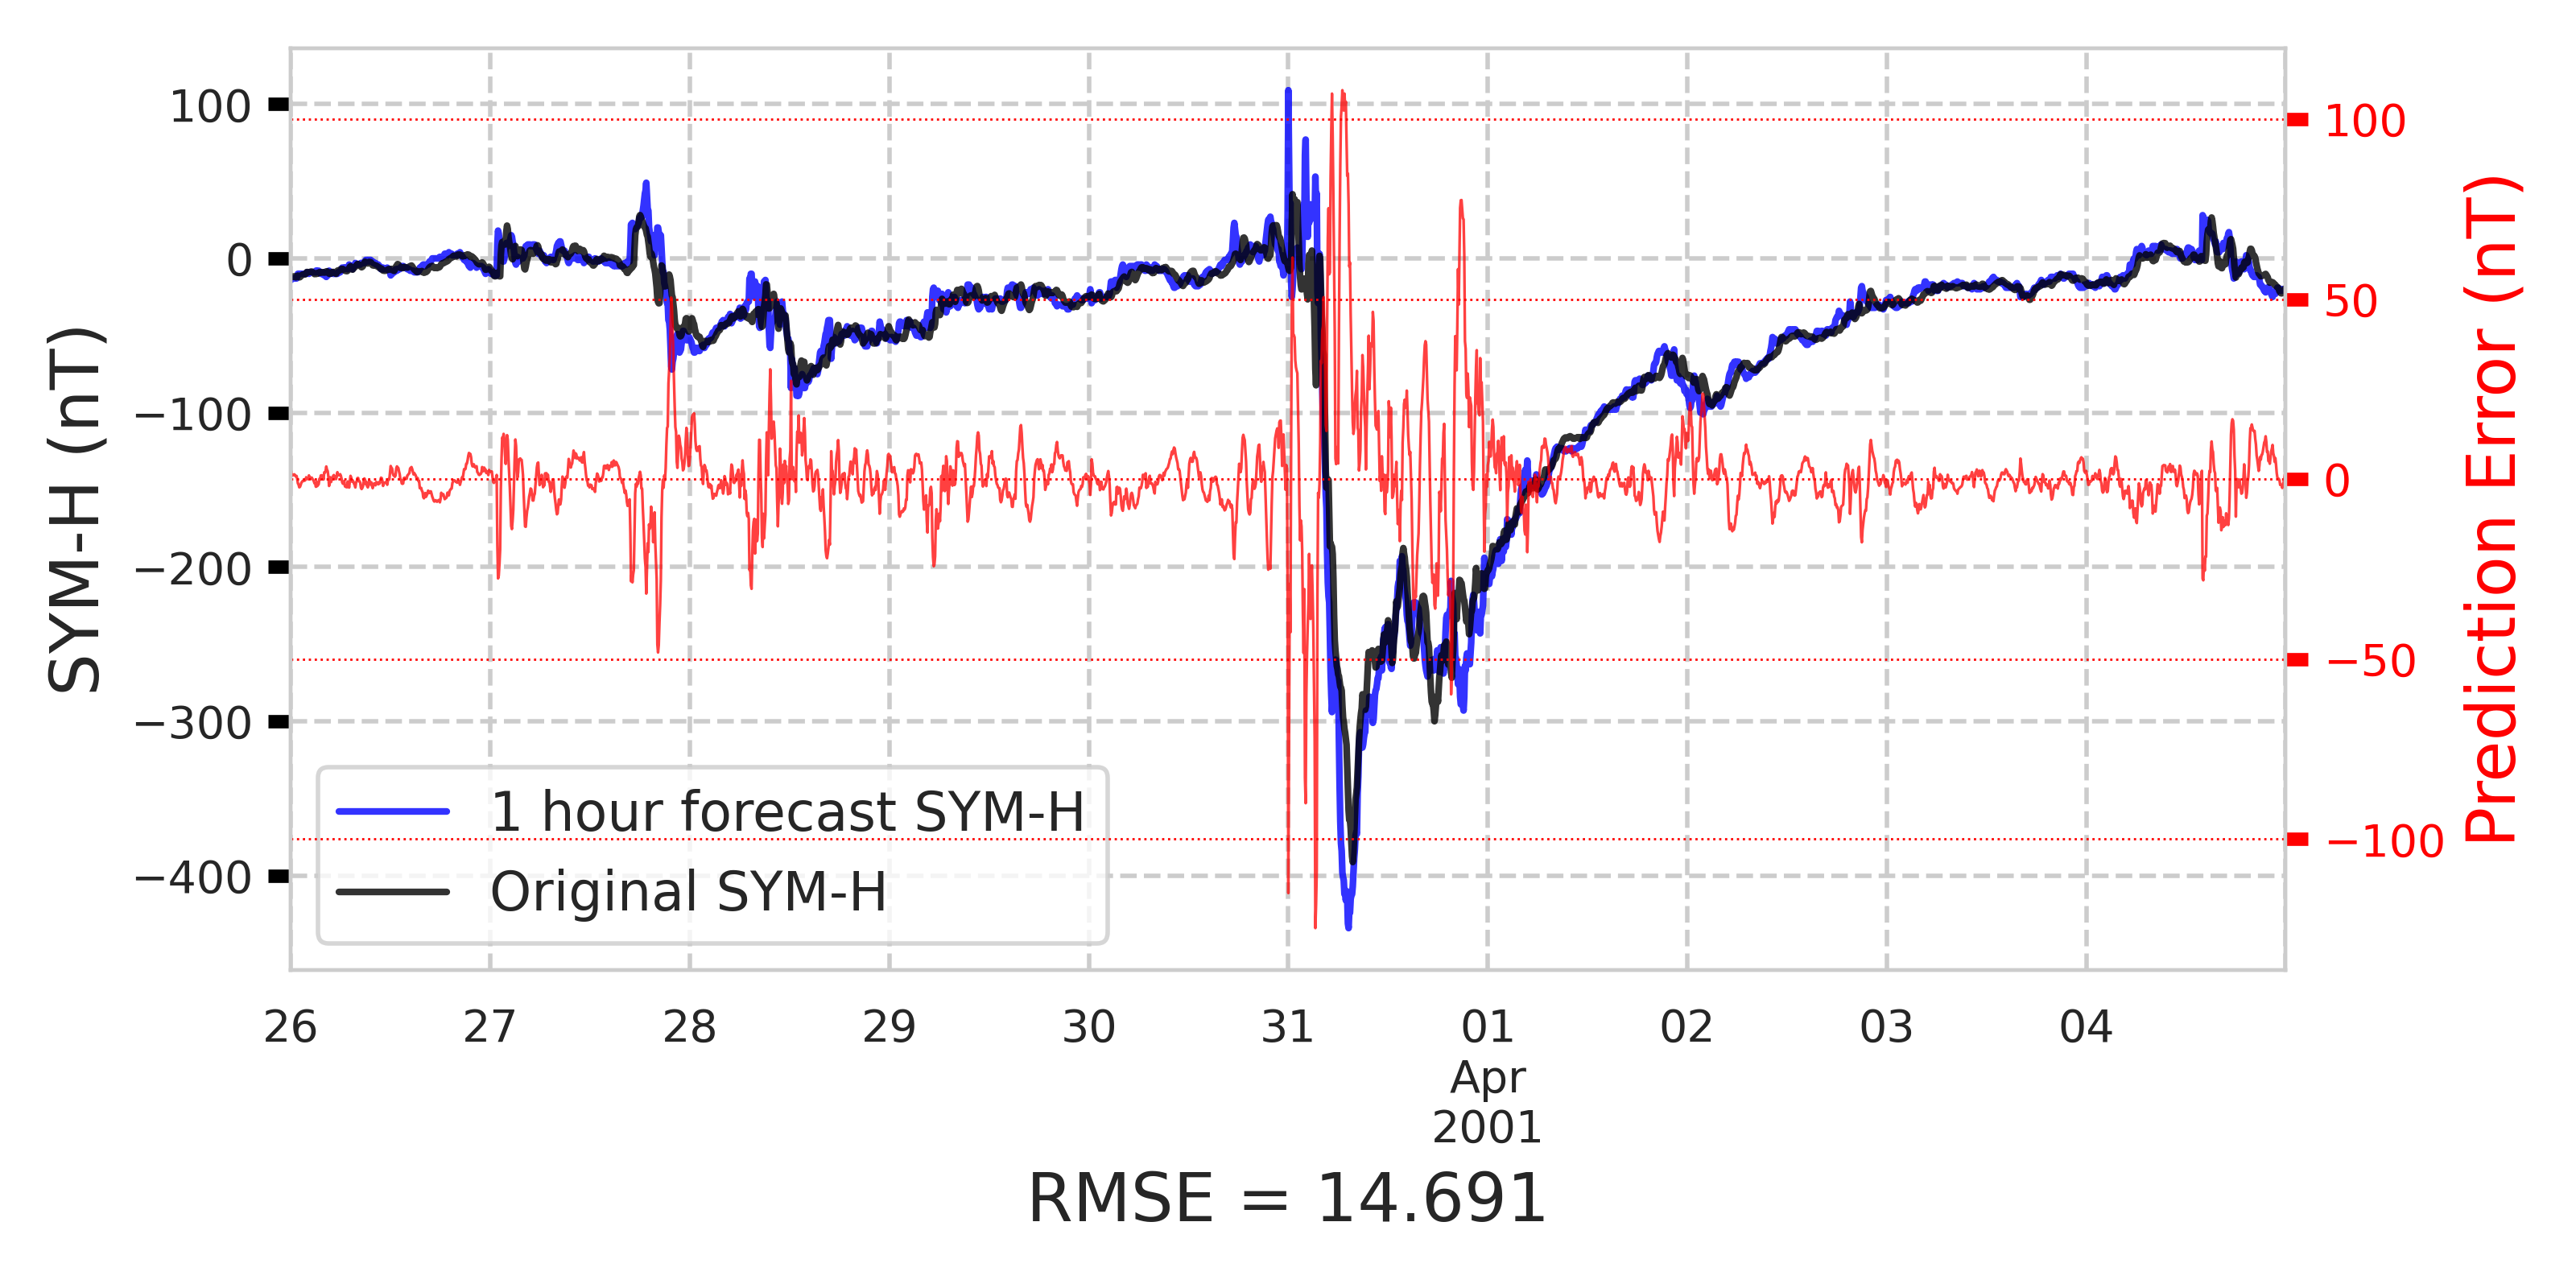 SYM-H (nT)
100
0
−100
−200
−300
−400
100
50
0
−50
−100
Prediction Error (nT)
1 hour forecast SYM-H
Original SYM-H
26 27 28 29 30 31 01 02 03 04
Apr
2001
RMSE = 14.691